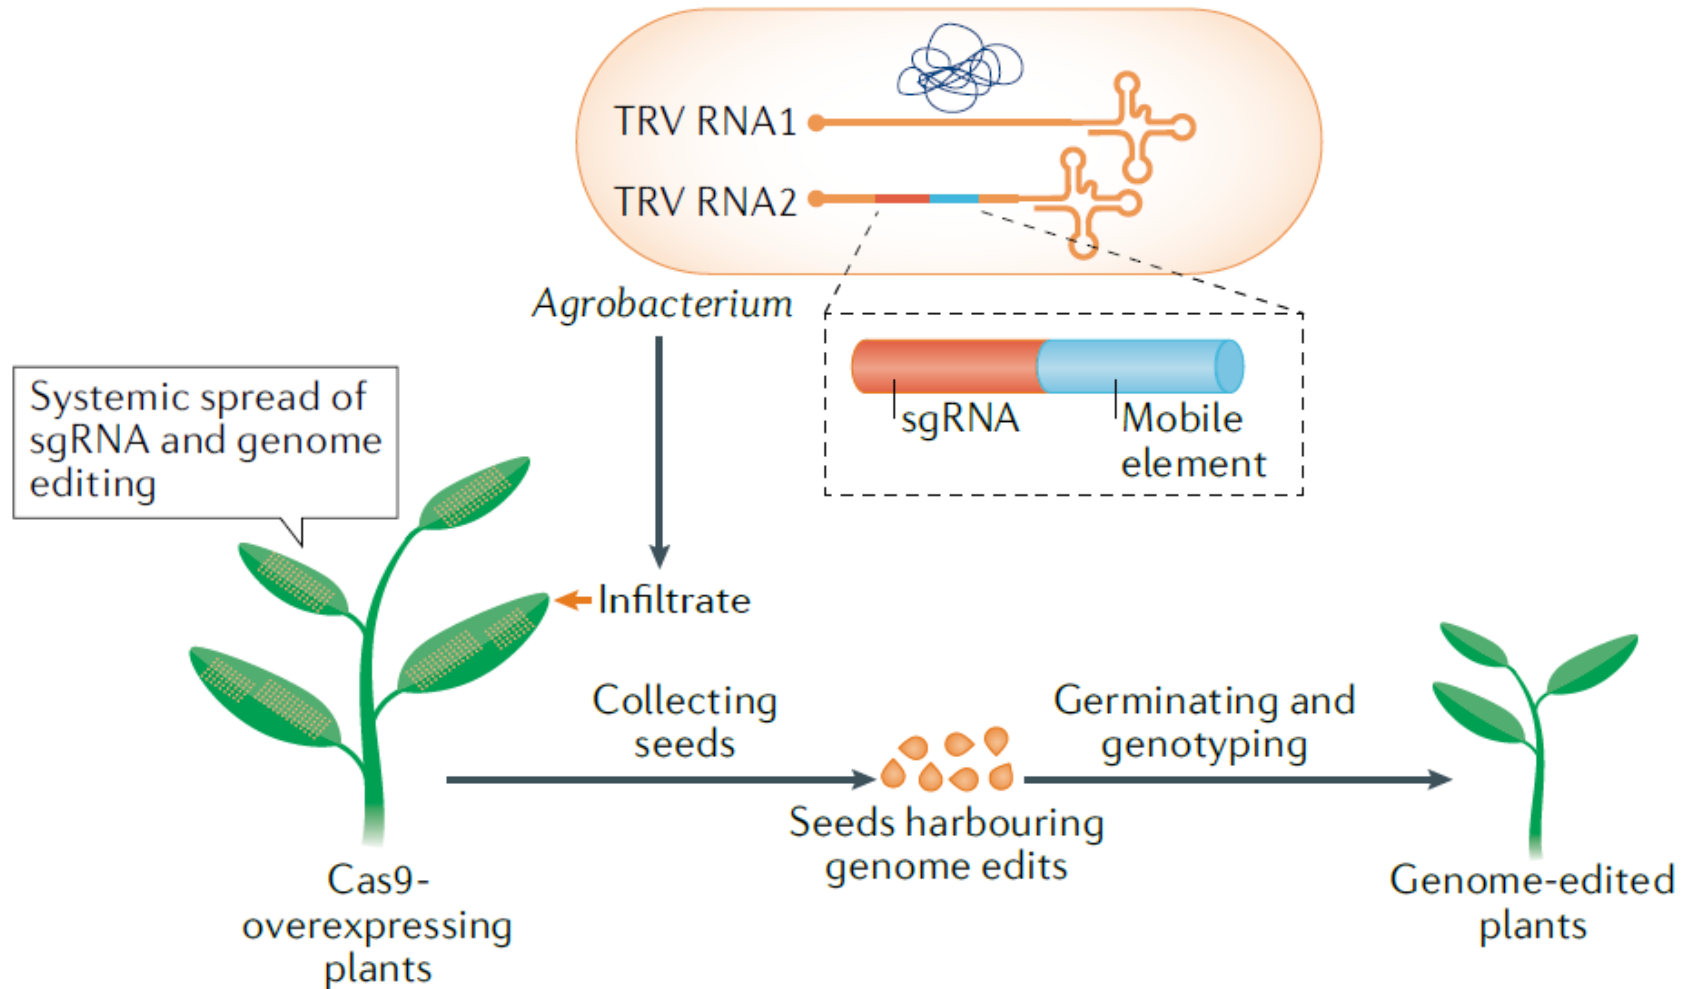 TRV RNA1
TRV RNA2
Agrobacterium
sgRNA
Mobile
element
Systemic spread of
sgRNA and genome
editing
Infiltrate
Collecting
seeds
Germinating and
genotyping
Seeds harbouring
genome edits
Cas9-
overexpressing
plants
Genome-edited
plants